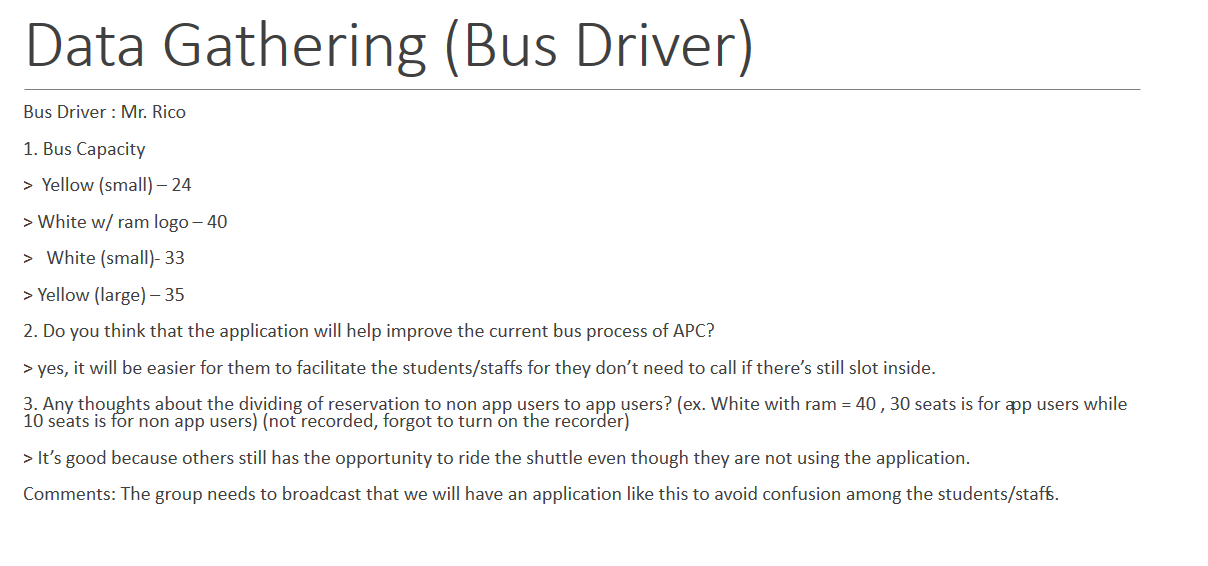 Data Gathering (Bus Driver)
Bus Driver : Mr. Rico
1. Bus Capacity
> Yellow (small) – 24
> White w/ ram logo – 40
> White (small)- 33
> Yellow (large) – 35
2. Do you think that the application will help improve the current bus process of APC?
> yes, it will be easier for them to facilitate the students/staffs for they don’t need to call if there’s still slot inside.
3. Any thoughts about the dividing of reservation to non app users to app users? (ex. White with ram = 40 , 30 seats is for app users while
10 seats is for non app users) (not recorded, forgot to turn on the recorder)
> It’s good because others still has the opportunity to ride the shuttle even though they are not using the application.
Comments: The group needs to broadcast that we will have an application like this to avoid confusion among the students/staffs.